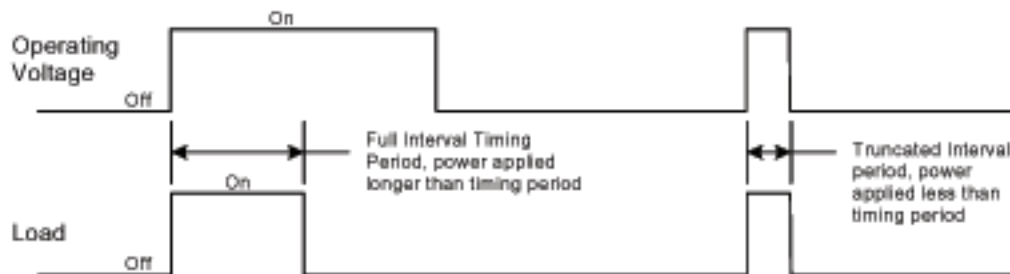 On
Operating
Voltage
Off
Full Interval Timing
Period, power applied
longer than timing period
Truncated Interval
period, power
applied less than
timing period
On
Load
Off